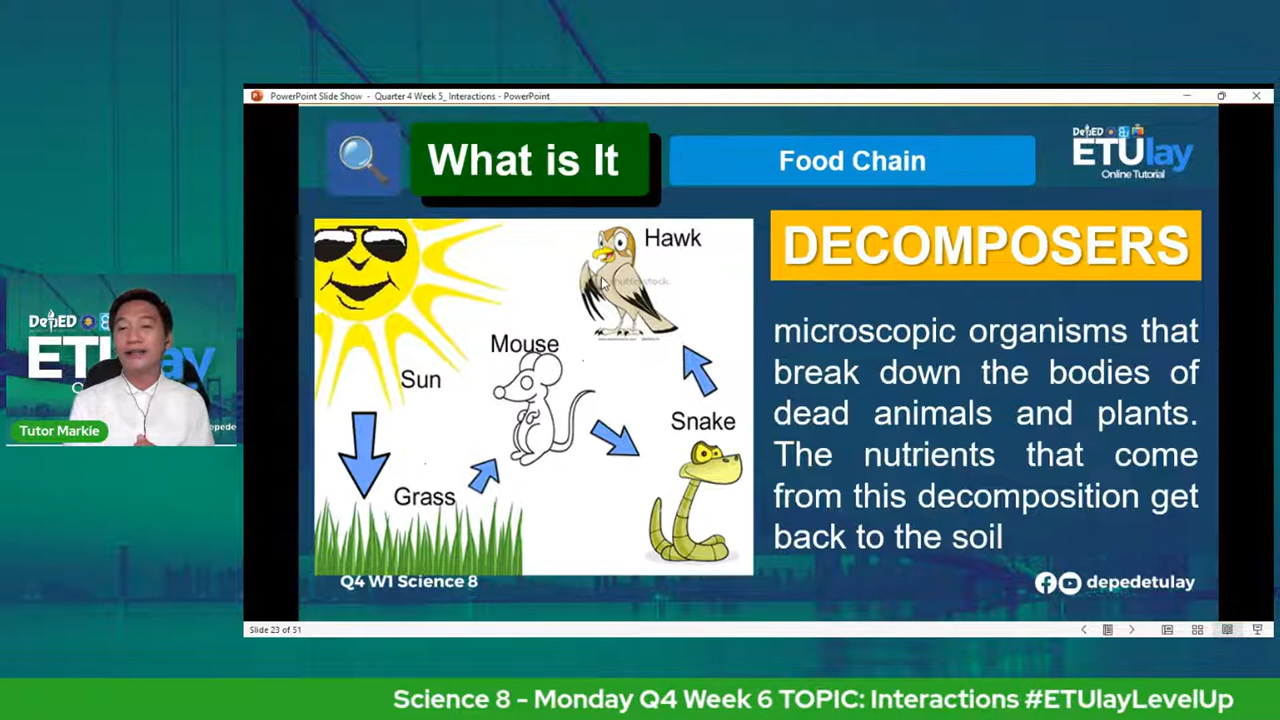 PowerPoint Slide Show - Quarter 4 Week 5_ Interactions - PowerPoint
What is It
Food Chain
DepED
ETUlay
Online Tutorial
Hawk
Mouse
Sun
Snake
Grass
DECOMPOSERS
microscopic organisms that
break down the bodies of
dead animals and plants.
The nutrients that come
from this decomposition get
back to the soil
Q4 W1 Science 8
depedetulay
DepED
Tutor Markie
Slide 23 of 51
Science 8 - Monday Q4 Week 6 TOPIC: Interactions #ETUlayLevelUp